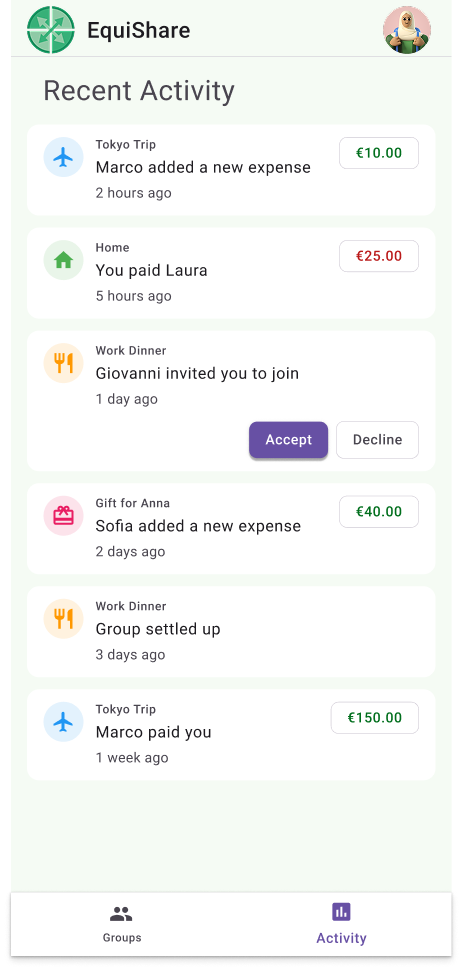 EquiShare
Recent Activity
Tokyo Trip
Marco added a new expense
2 hours ago
€10.00
Home
You paid Laura
5 hours ago
€25.00
Work Dinner
Giovanni invited you to join
1 day ago
Accept
Decline
Gift for Anna
Sofia added a new expense
2 days ago
€40.00
Work Dinner
Group settled up
3 days ago
Tokyo Trip
Marco paid you
1 week ago
€150.00
Groups
Activity